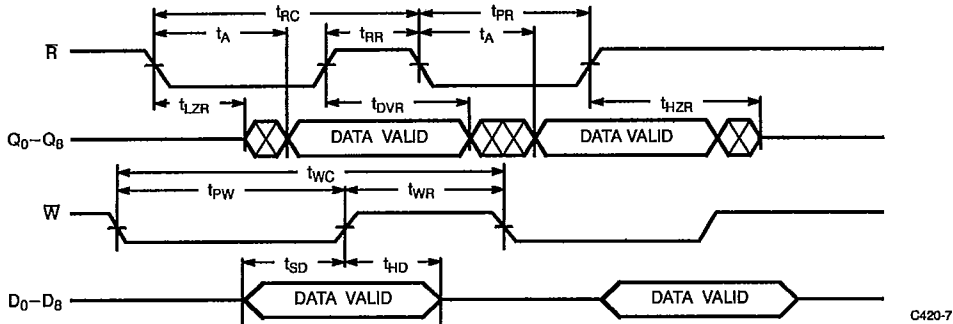 tRC tPR
tA tRR tA
R̅
tLZR tDVR tHZR
Q0–Q8 DATA VALID DATA VALID
tWC
tPW tWR
W̅
tSD tHD
D0–D8 DATA VALID DATA VALID
C420-7